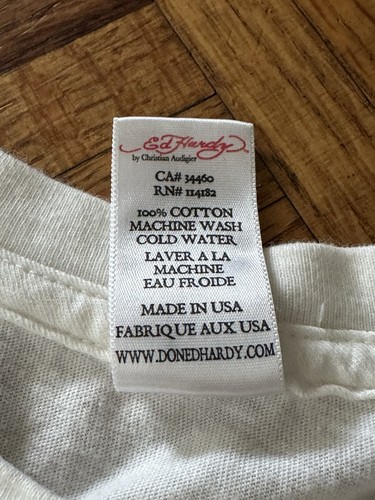 Ed Hardy
by Christian Audigier
CA# 34460
RN# 114182
100% COTTON
MACHINE WASH
COLD WATER
LAVER A LA
MACHINE
EAU FROIDE
MADE IN USA
FABRIQUE AUX USA
WWW.DONEDHARDY.COM